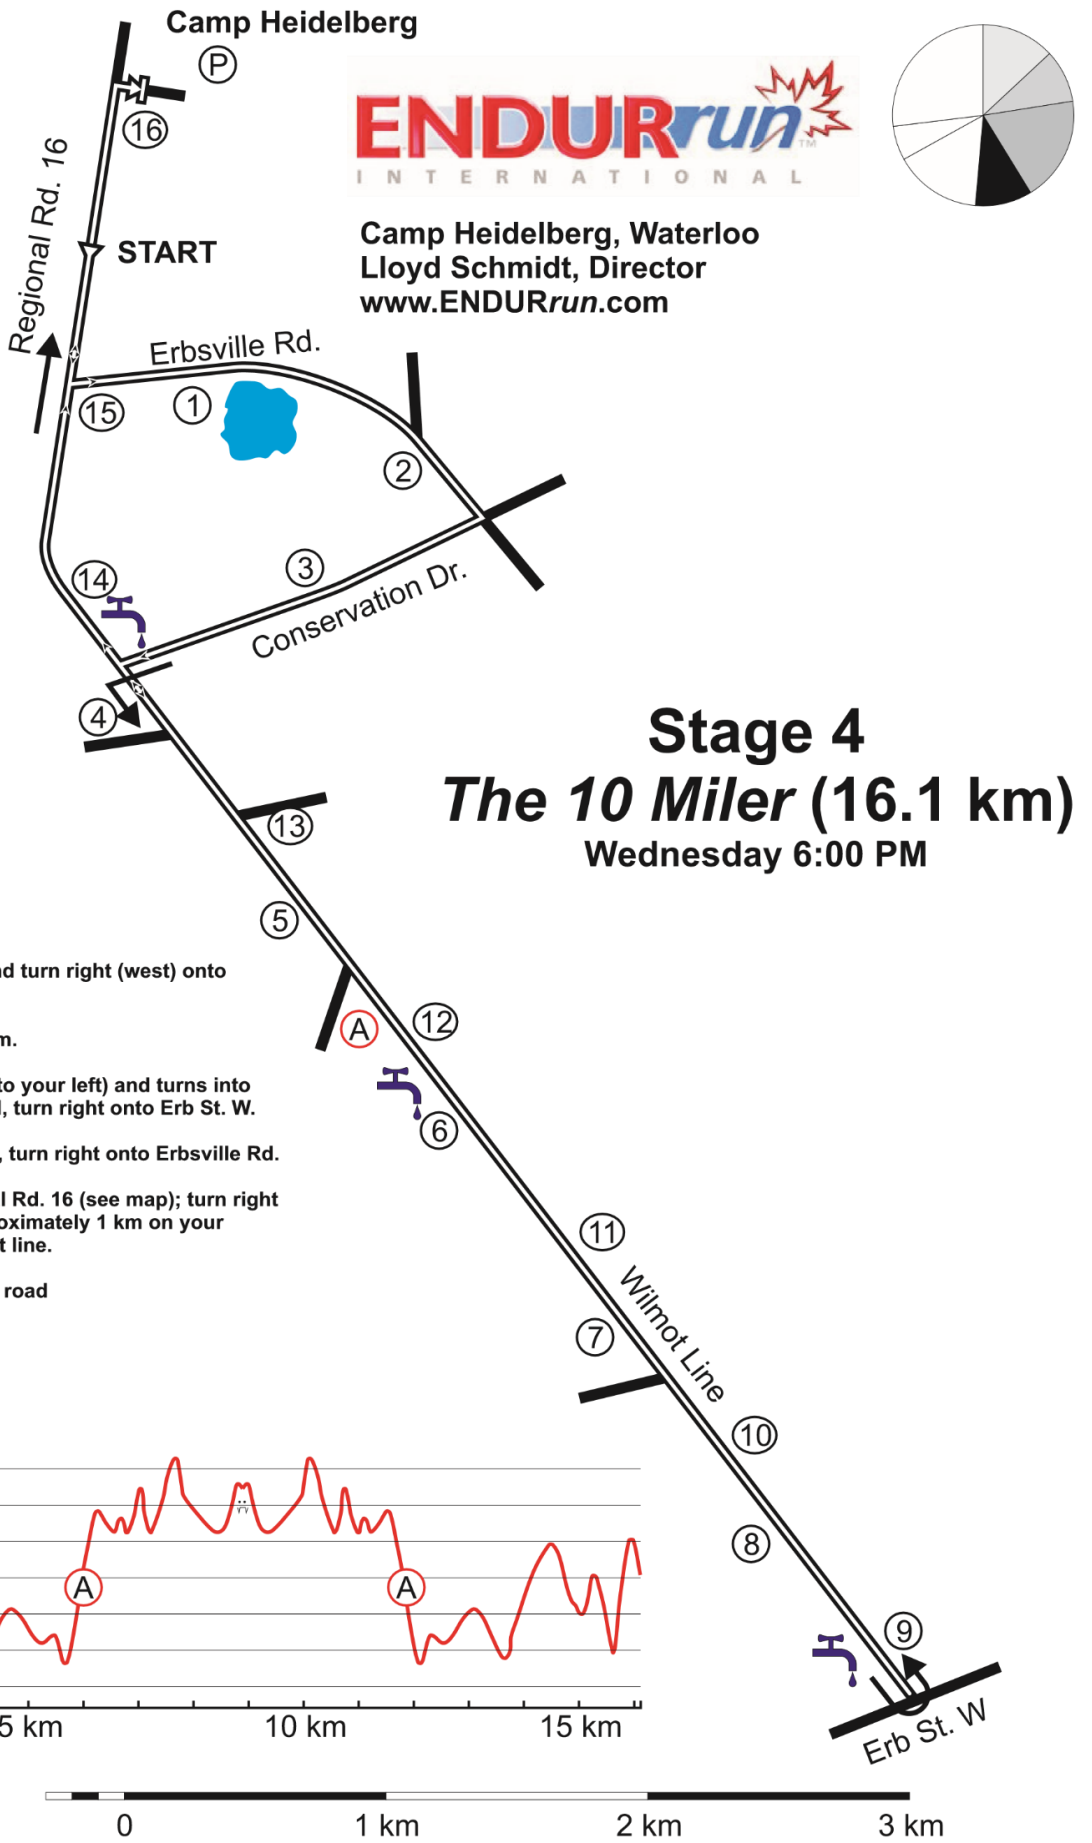 Camp Heidelberg
P
16
Regional Rd. 16
START
ENDURrun™
INTERNATIONAL
Camp Heidelberg, Waterloo
Lloyd Schmidt, Director
www.ENDURrun.com
Erbsville Rd.
1
15
2
3
14
Conservation Dr.
4
Stage 4
The 10 Miler (16.1 km)
Wednesday 6:00 PM
13
5
nd turn right (west) onto
A
12
m.
to your left) and turns into
l, turn right onto Erb St. W.
6
, turn right onto Erbsville Rd.
l Rd. 16 (see map); turn right
oximately 1 km on your
t line.
road
11
Wilmot Line
7
10
8
9
A
A
Erb St. W
5 km
10 km
15 km
0
1 km
2 km
3 km